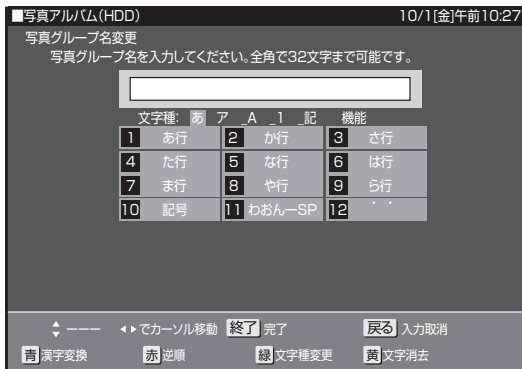 ■写真アルバム(HDD) 10/1[金]午前10:27
写真グループ名変更
写真グループ名を入力してください。全角で32文字まで可能です。
文字種: あ ア _A _1 _記 機能
1 あ行 2 か行 3 さ行
4 た行 5 な行 6 は行
7 ま行 8 や行 9 ら行
10 記号 11 わおんーSP 12 ゛゜
ーーー でカーソル移動 終了 完了 戻る 入力取消
青 漢字変換 赤 逆順 緑 文字種変更 黄 文字消去